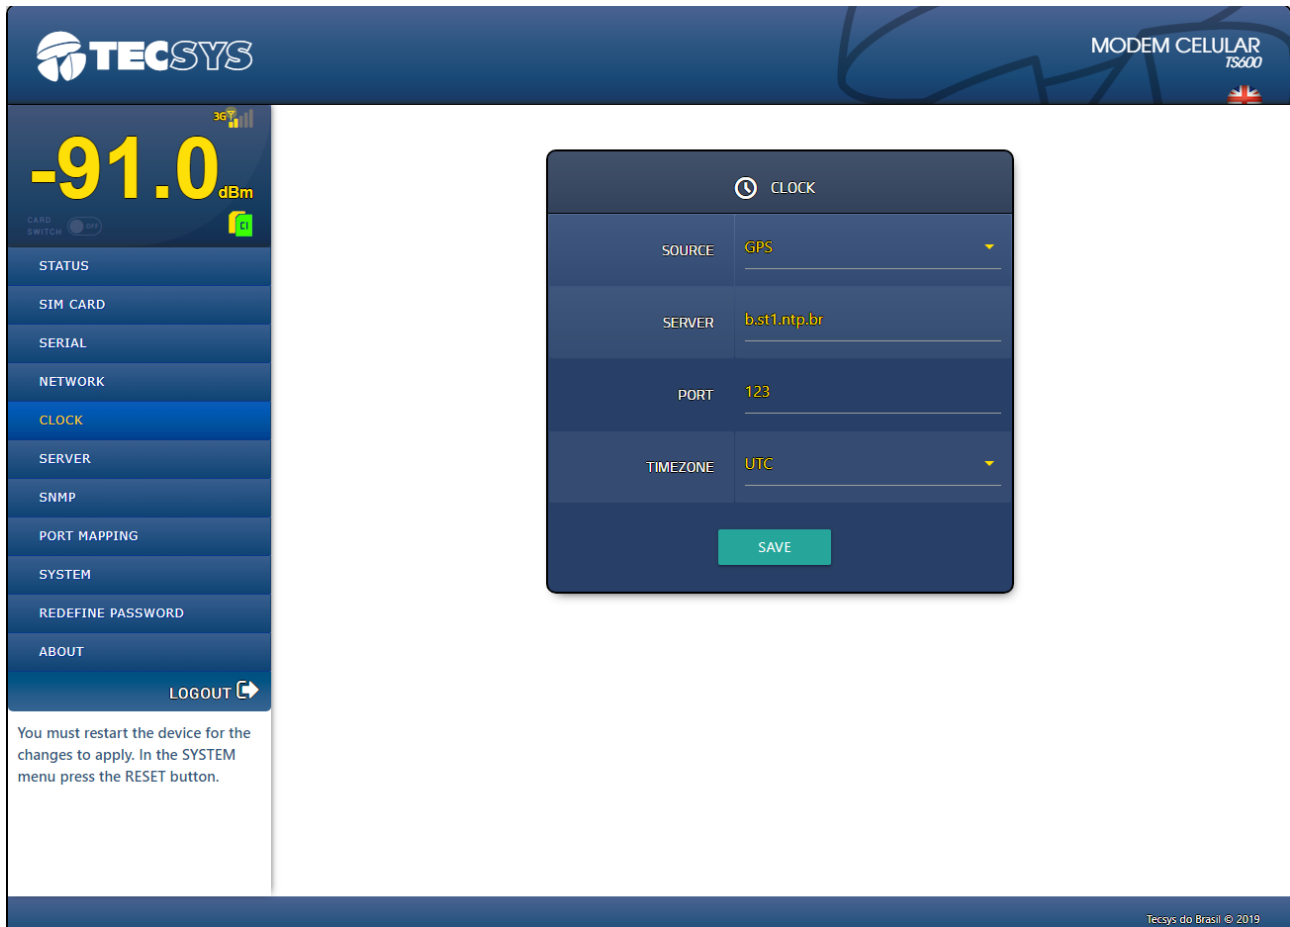 TECSYS
MODEM CELULAR
TS600
3G
-91.0 dBm
CARD
SWITCH OFF
C1
STATUS
SIM CARD
SERIAL
NETWORK
CLOCK
SERVER
SNMP
PORT MAPPING
SYSTEM
REDEFINE PASSWORD
ABOUT
LOGOUT
You must restart the device for the
changes to apply. In the SYSTEM
menu press the RESET button.
CLOCK
SOURCE GPS
SERVER b.st1.ntp.br
PORT 123
TIMEZONE UTC
SAVE
Tecsys do Brasil © 2019